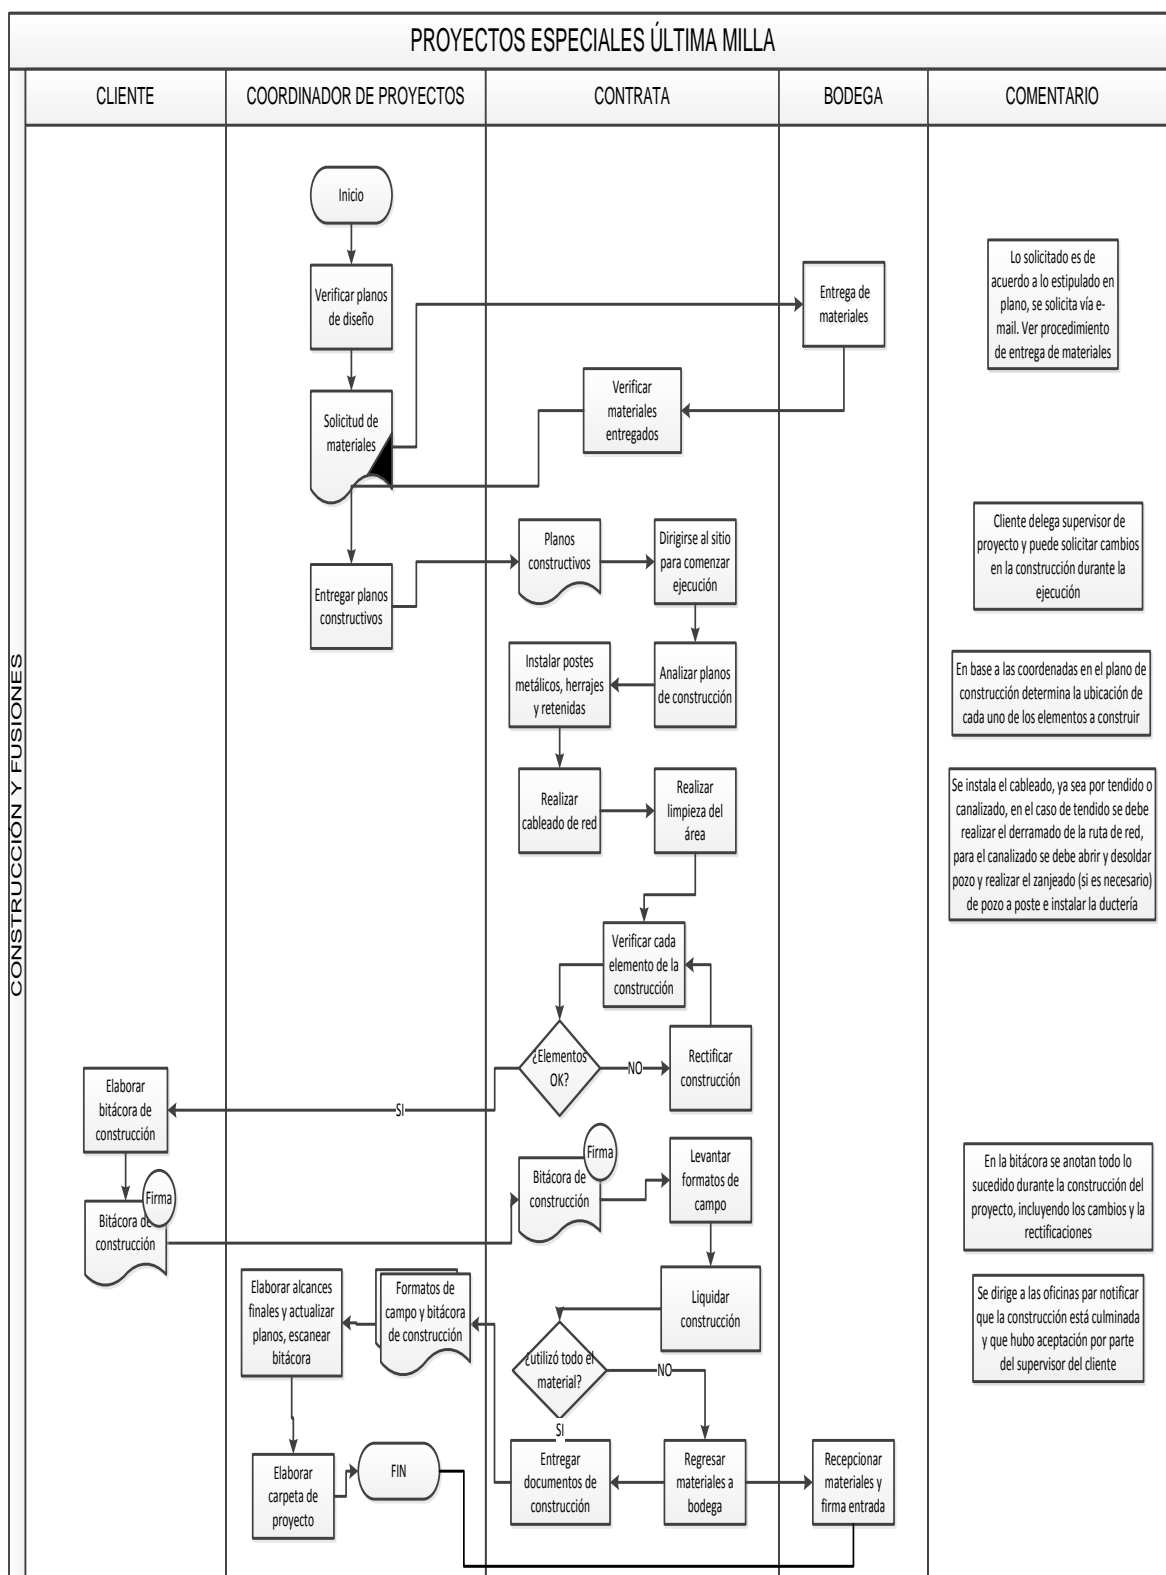 PROYECTOS ESPECIALES ÚLTIMA MILLA
CLIENTE
COORDINADOR DE PROYECTOS
CONTRATA
BODEGA
COMENTARIO
CONSTRUCCIÓN Y FUSIONES
Inicio
Verificar planos
de diseño
Entrega de
materiales
Lo solicitado es de
acuerdo a lo estipulado en
plano, se solicita vía e-
mail. Ver procedimiento
de entrega de materiales
Solicitud de
materiales
Verificar
materiales
entregados
Entregar planos
constructivos
Planos
constructivos
Dirigirse al sitio
para comenzar
ejecución
Cliente delega supervisor de
proyecto y puede solicitar cambios
en la construcción durante la
ejecución
Instalar postes
metálicos, herrajes
y retenidas
Analizar planos
de construcción
En base a las coordenadas en el plano de
construcción determina la ubicación de
cada uno de los elementos a construir
Realizar
cableado de red
Realizar
limpieza del
área
Se instala el cableado, ya sea por tendido o
canalizado, en el caso de tendido se debe
realizar el derramado de la ruta de red,
para el canalizado se debe abrir y desoldar
pozo y realizar el zanjeado (si es necesario)
de pozo a poste e instalar la ductería
Verificar cada
elemento de la
construcción
¿Elementos
OK?
NO
Rectificar
construcción
SI
Elaborar
bitácora de
construcción
Firma
Bitácora de
construcción
Firma
Bitácora de
construcción
Levantar
formatos de
campo
En la bitácora se anotan todo lo
sucedido durante la construcción del
proyecto, incluyendo los cambios y la
rectificaciones
Elaborar alcances
finales y actualizar
planos, escanear
bitácora
Formatos de
campo y bitácora
de construcción
Liquidar
construcción
Se dirige a las oficinas par notificar
que la construcción está culminada
y que hubo aceptación por parte
del supervisor del cliente
¿utilizó todo el
material?
NO
SI
Elaborar
carpeta de
proyecto
FIN
Entregar
documentos de
construcción
Regresar
materiales a
bodega
Recepcionar
materiales y
firma entrada